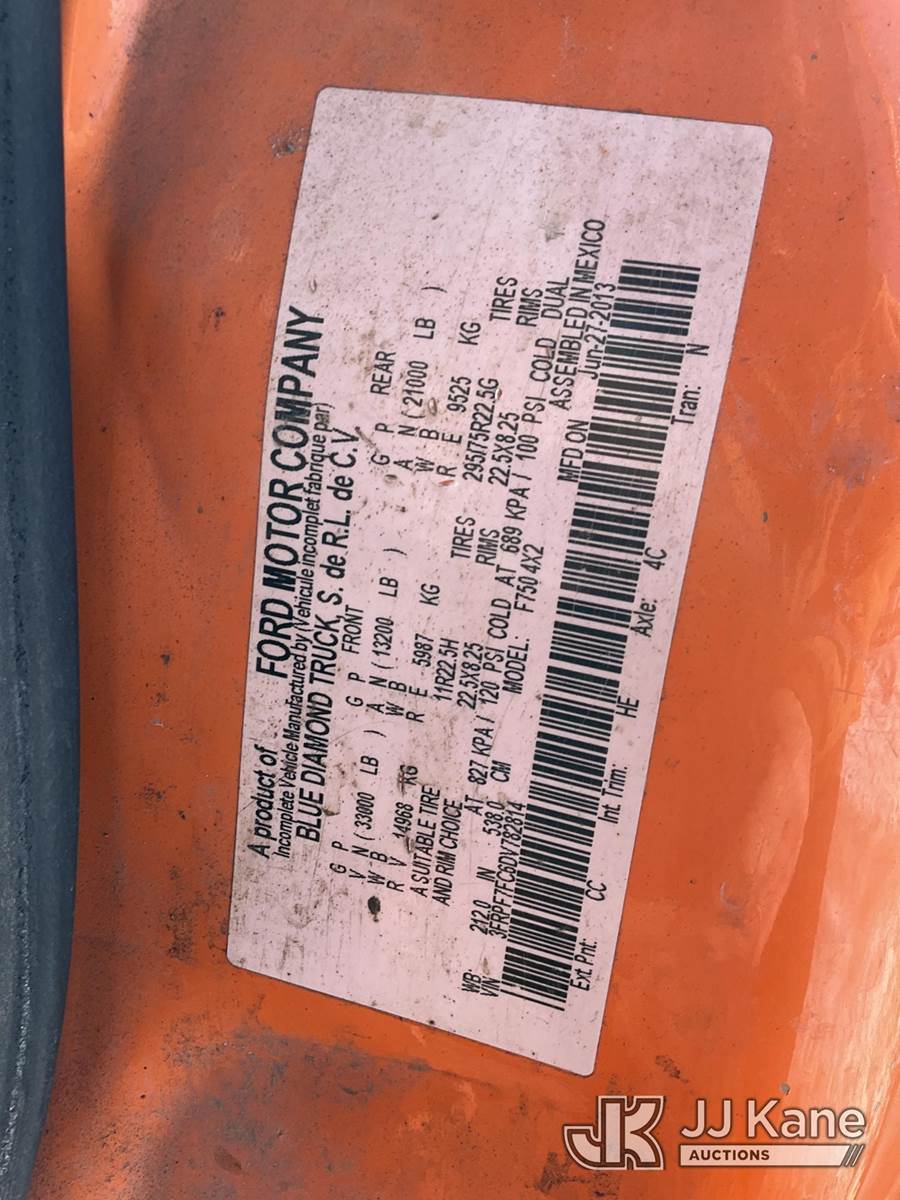 A product of FORD MOTOR COMPANY
Incomplete Vehicle Manufactured by (Vehicule incomplet fabrique par)
BLUE DIAMOND TRUCK, S. de R.L. de C.V.
G P FRONT G P REAR
V N ( 33000 LB ) A N ( 13200 LB ) A N ( 21000 LB )
W B W B W B
R V 14968 KG R E 5987 KG R E 9525 KG
A SUITABLE TIRE 11R22.5H TIRES 295/75R22.5G TIRES
AND RIM CHOICE 22.5X8.25 RIMS 22.5X8.25 RIMS
AT 827 KPA / 120 PSI COLD AT 689 KPA / 100 PSI COLD DUAL
WB: 212.0 IN 538.0 CM MODEL: F750 4X2 ASSEMBLED IN MEXICO
VIN 3FRPF7FC6DV782814 MFD ON Jun-27-2013
Ext. Pnt: CC Int. Trim: HE Axle: 4C Tran: N
JK JJ Kane
AUCTIONS